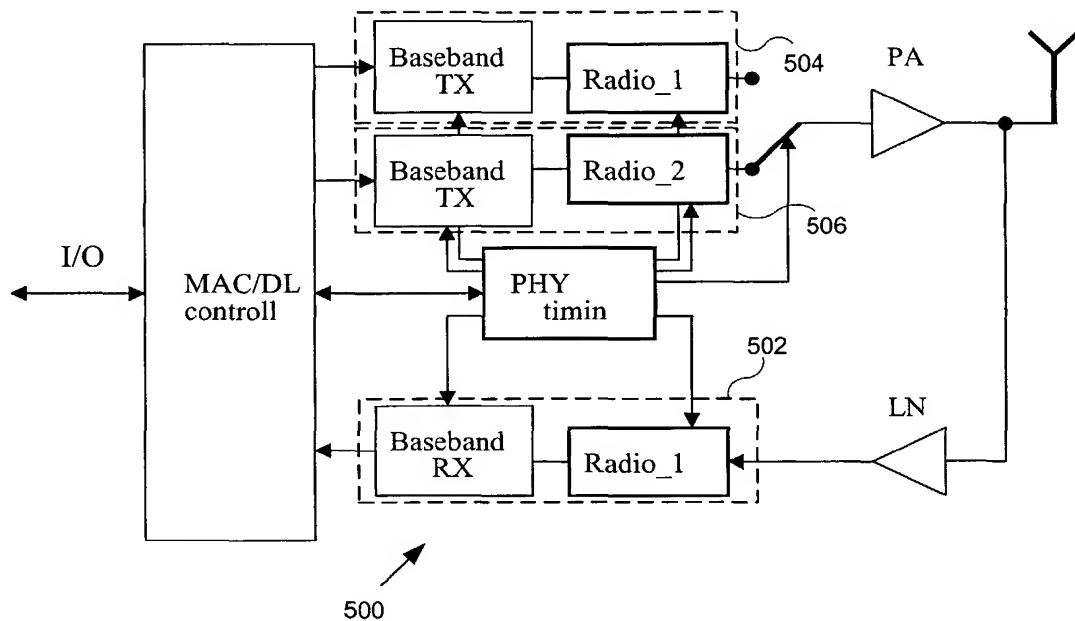 Baseband
TX
Radio_1
504
PA
Baseband
TX
Radio_2
506
I/O
MAC/DL
controll
PHY
timin
502
LN
Baseband
RX
Radio_1
500